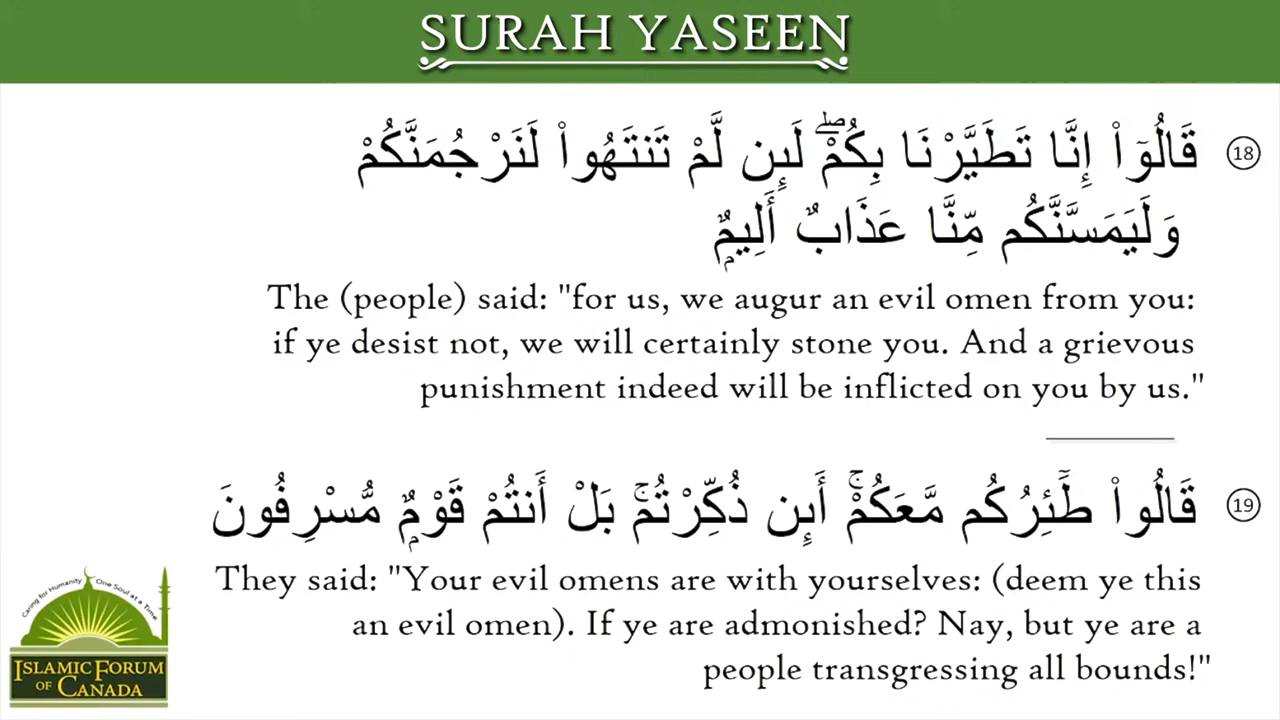 SURAH YASEEN
قَالُوٓا۟ إِنَّا تَطَيَّرْنَا بِكُمْ ۖ لَئِن لَّمْ تَنتَهُوا۟ لَنَرْجُمَنَّكُمْ ⑱
وَلَيَمَسَّنَّكُم مِّنَّا عَذَابٌ أَلِيمٌۭ
The (people) said: "for us, we augur an evil omen from you:
if ye desist not, we will certainly stone you. And a grievous
punishment indeed will be inflicted on you by us."
قَالُوا۟ طَٰٓئِرُكُم مَّعَكُمْ ۚ أَئِن ذُكِّرْتُم ۚ بَلْ أَنتُمْ قَوْمٌۭ مُّسْرِفُونَ ⑲
They said: "Your evil omens are with yourselves: (deem ye this
an evil omen). If ye are admonished? Nay, but ye are a
people transgressing all bounds!"
Caring for Humanity One Soul at a Time
ISLAMIC FORUM
OF CANADA